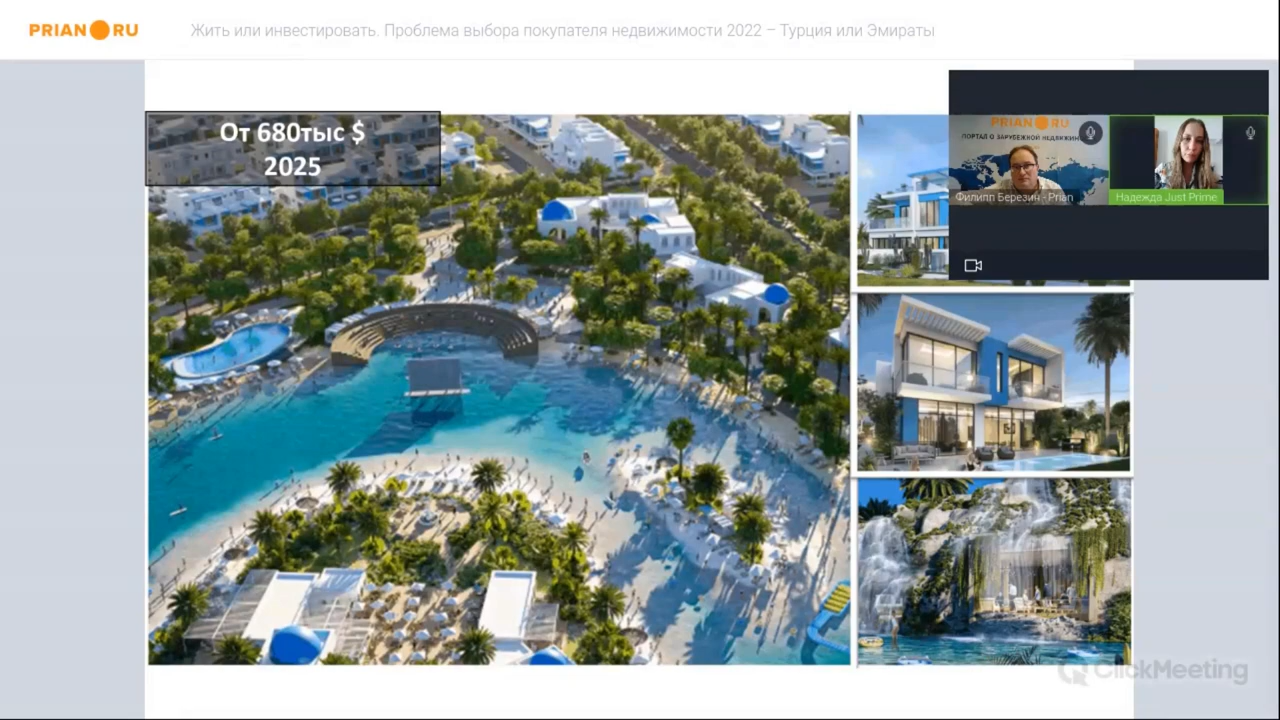 PRIAN RU
Жить или инвестировать. Проблема выбора покупателя недвижимости 2022 – Турция или Эмираты
От 680тыс $
2025
PRIAN RU
ПОРТАЛ О ЗАРУБЕЖНОЙ НЕДВИЖИМ
Филипп Березин - Prian
Надежда Just Prime
ClickMeeting